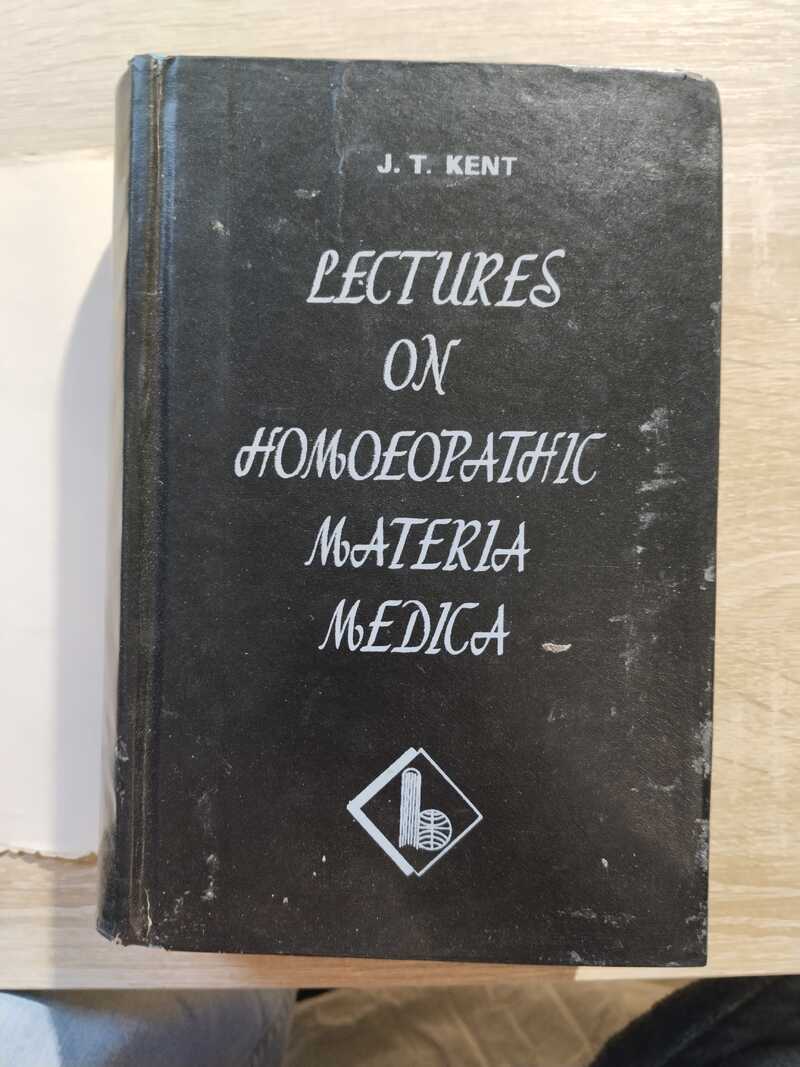 J. T. KENT
LECTURES
ON
HOMOEOPATHIC
MATERIA
MEDICA